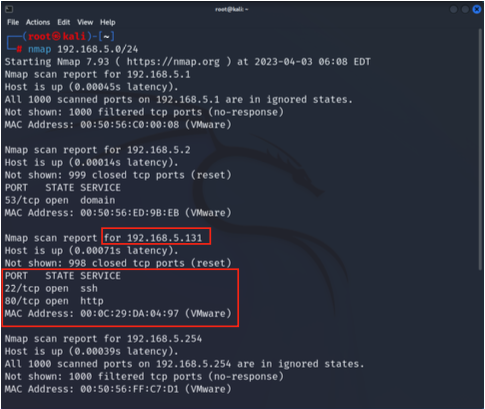 root@kali: ~
File Actions Edit View Help
(root㉿kali)-[~]
# nmap 192.168.5.0/24
Starting Nmap 7.93 ( https://nmap.org ) at 2023-04-03 06:08 EDT
Nmap scan report for 192.168.5.1
Host is up (0.00045s latency).
All 1000 scanned ports on 192.168.5.1 are in ignored states.
Not shown: 1000 filtered tcp ports (no-response)
MAC Address: 00:50:56:C0:00:08 (VMware)
Nmap scan report for 192.168.5.2
Host is up (0.00014s latency).
Not shown: 999 closed tcp ports (reset)
PORT STATE SERVICE
53/tcp open domain
MAC Address: 00:50:56:ED:9B:EB (VMware)
Nmap scan report for 192.168.5.131
Host is up (0.00071s latency).
Not shown: 998 closed tcp ports (reset)
PORT STATE SERVICE
22/tcp open ssh
80/tcp open http
MAC Address: 00:0C:29:DA:04:97 (VMware)
Nmap scan report for 192.168.5.254
Host is up (0.00039s latency).
All 1000 scanned ports on 192.168.5.254 are in ignored states.
Not shown: 1000 filtered tcp ports (no-response)
MAC Address: 00:50:56:FF:C7:D1 (VMware)